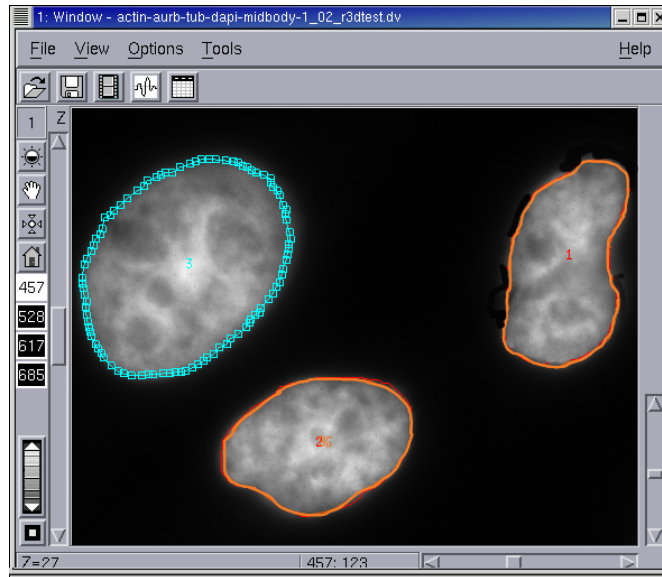 1: Window - actin-aurb-tub-dapi-midbody-1_02_r3dtest.dv
File View Options Tools Help
1 Z
3
1
457
528
617
685
Z=27 457: 123